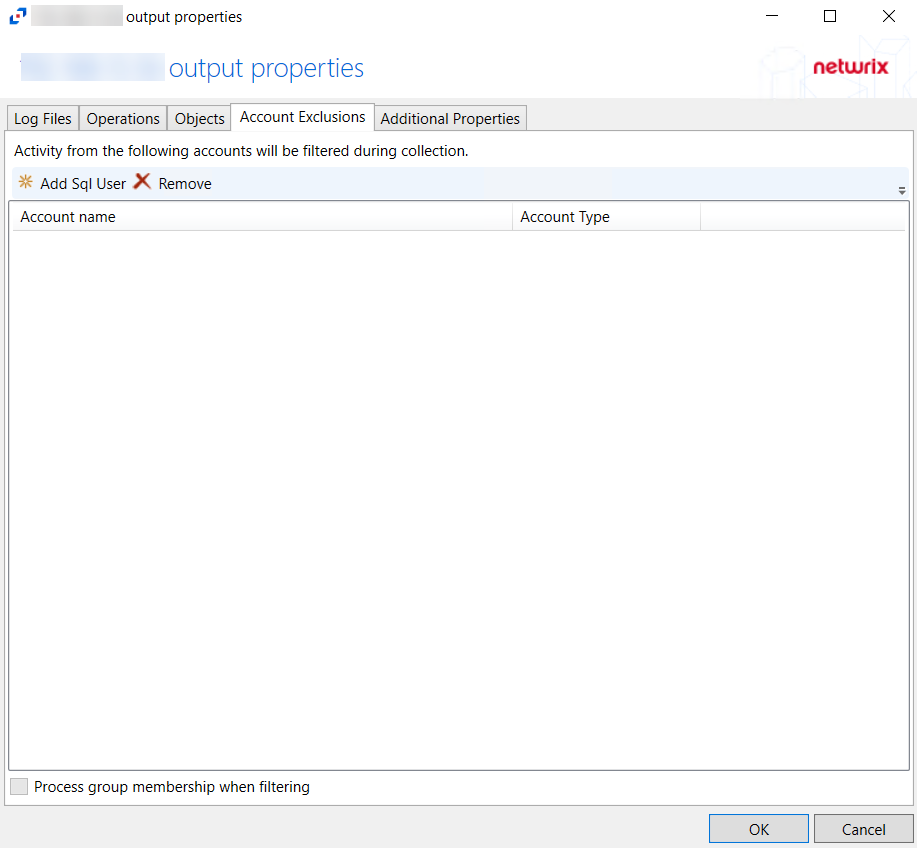 output properties
output properties
netwrix
Log Files Operations Objects Account Exclusions Additional Properties
Activity from the following accounts will be filtered during collection.
Add Sql User Remove
Account name Account Type
Process group membership when filtering
OK Cancel